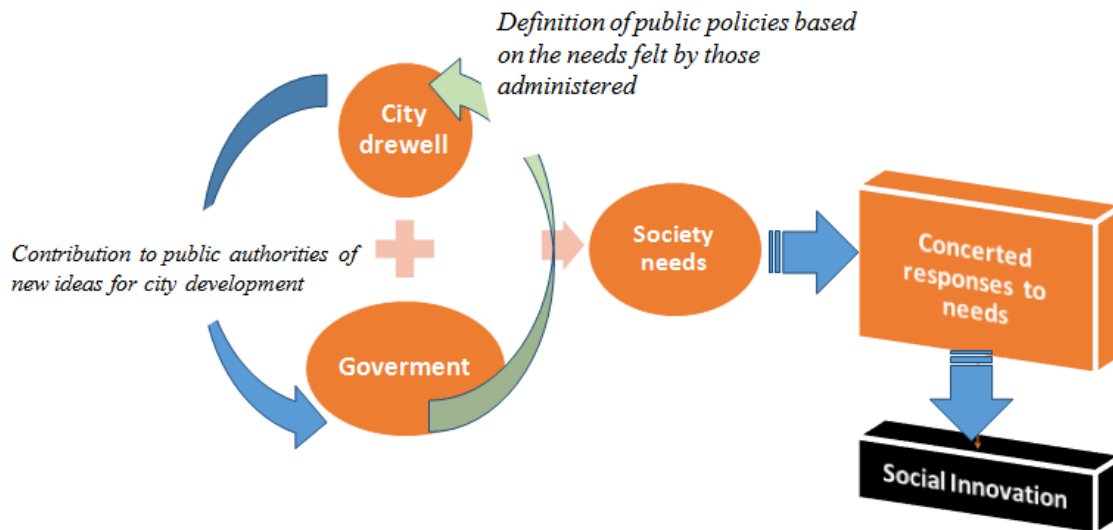 Definition of public policies based
on the needs felt by those
administered
City
drewell
Contribution to public authorities of
new ideas for city development
Goverment
Society
needs
Concerted
responses to
needs
Social Innovation